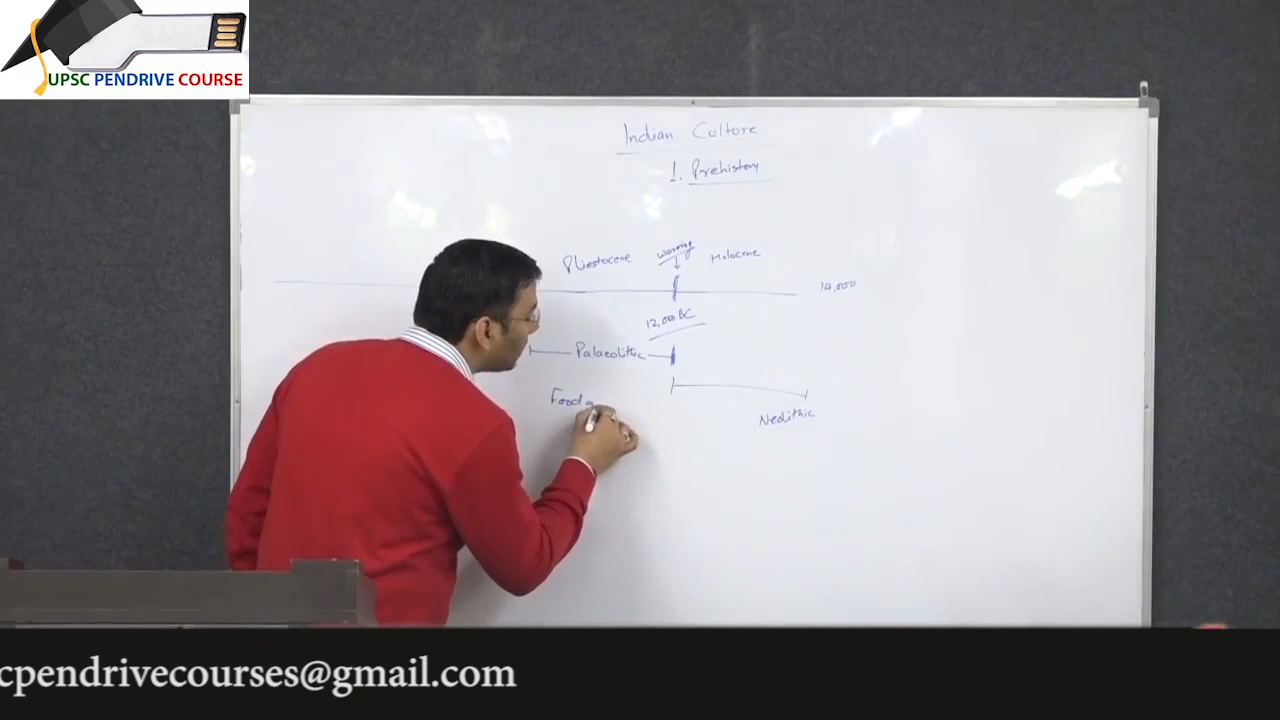 UPSC PENDRIVE COURSE
Indian Culture
1. Prehistory
Pliestocene warming Holocene
14,000
12,000 BC
Palaeolithic
Food
Neolithic
cpendrivecourses@gmail.com